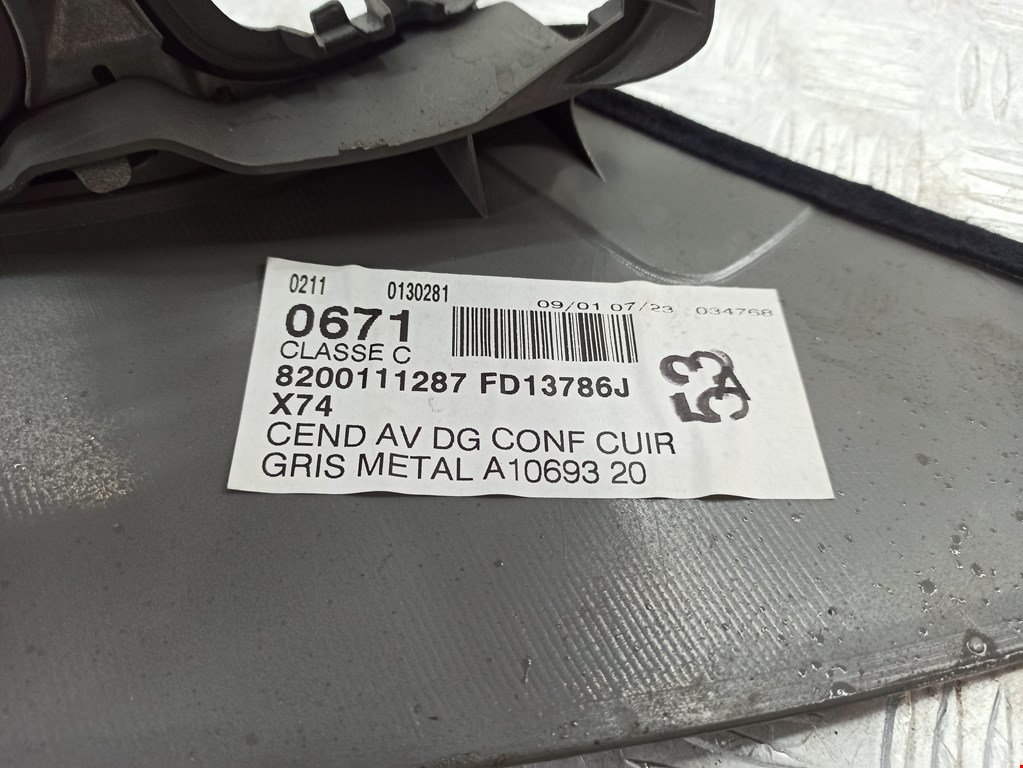 0211 0130281
09/01 07/23 034768
0671
CLASSE C
53
3A
8200111287 FD13786J
X74
CEND AV DG CONF CUIR
GRIS METAL A10693 20